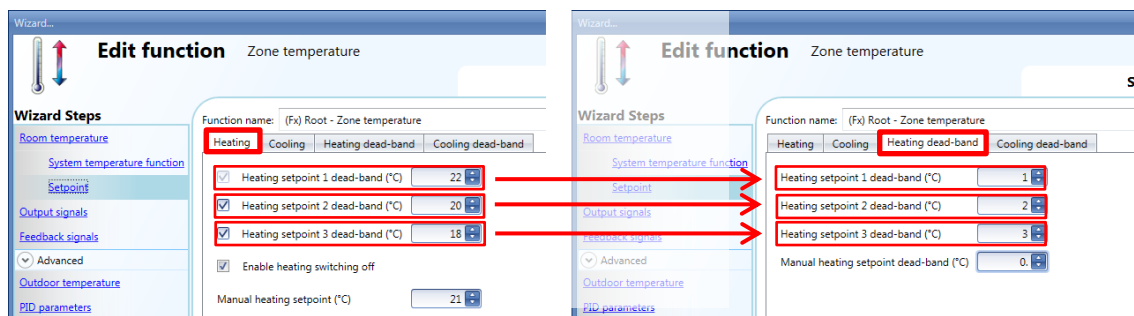 Wizard...
Edit function Zone temperature
Wizard Steps
Function name: (Fx) Root - Zone temperature
Room temperature
Heating Cooling Heating dead-band Cooling dead-band
System temperature function
Heating setpoint 1 dead-band (°C) 22
Setpoint
Heating setpoint 2 dead-band (°C) 20
Output signals
Heating setpoint 3 dead-band (°C) 18
Feedback signals
Advanced
Enable heating switching off
Outdoor temperature
Manual heating setpoint (°C) 21
PID parameters
Wizard...
Edit function Zone temperature
S
Wizard Steps
Function name: (Fx) Root - Zone temperature
Room temperature
Heating Cooling Heating dead-band Cooling dead-band
System temperature function
Heating setpoint 1 dead-band (°C) 1
Setpoint
Heating setpoint 2 dead-band (°C) 2
Output signals
Heating setpoint 3 dead-band (°C) 3
Feedback signals
Advanced
Manual heating setpoint dead-band (°C) 0.
Outdoor temperature
PID parameters